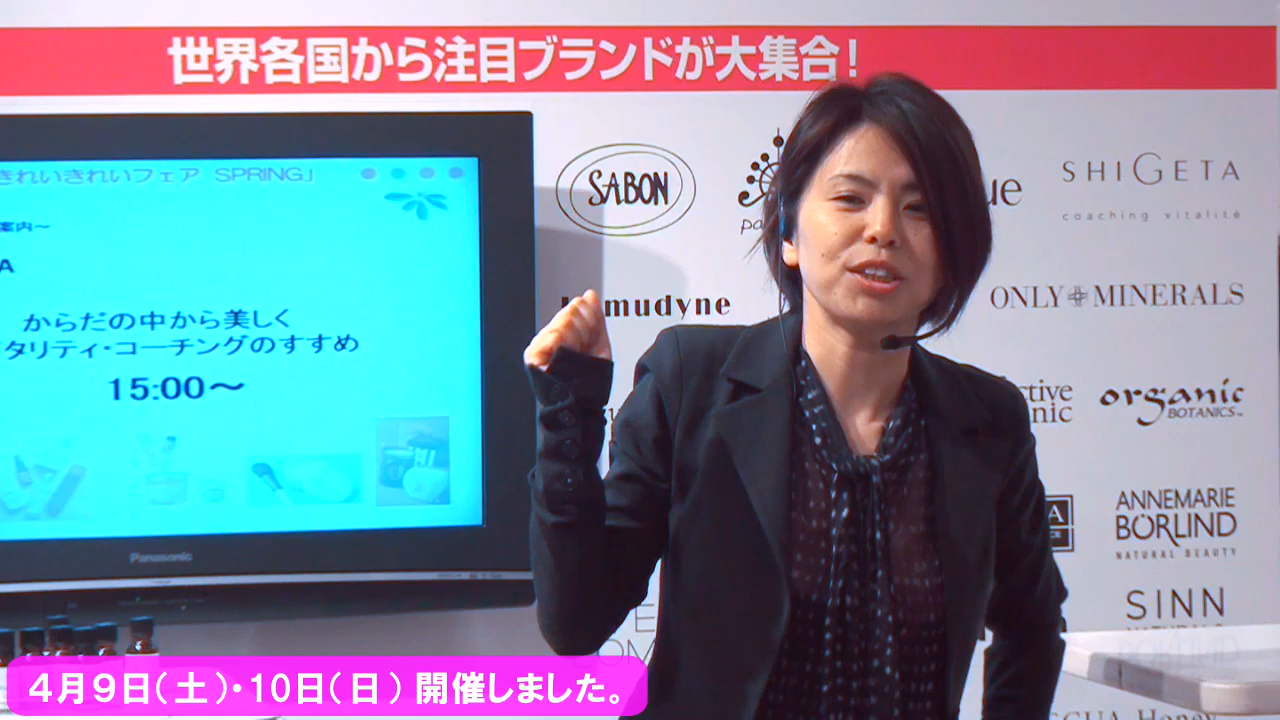 世界各国から注目ブランドが大集合!
きれいきれいフェア SPRING」
案内~
A
からだの中から美しく
タリティ・コーチングのすすめ
15:00~
Panasonic
SABON
pa
ue
SHIGETA
coaching vitalité
mudyne
ONLY MINERALS
ctive
nic
organic
BOTANICS
A
ANNEMARIE
BÖRLIND
NATURAL BEAUTY
SINN
4月9日(土)・10日(日) 開催しました。